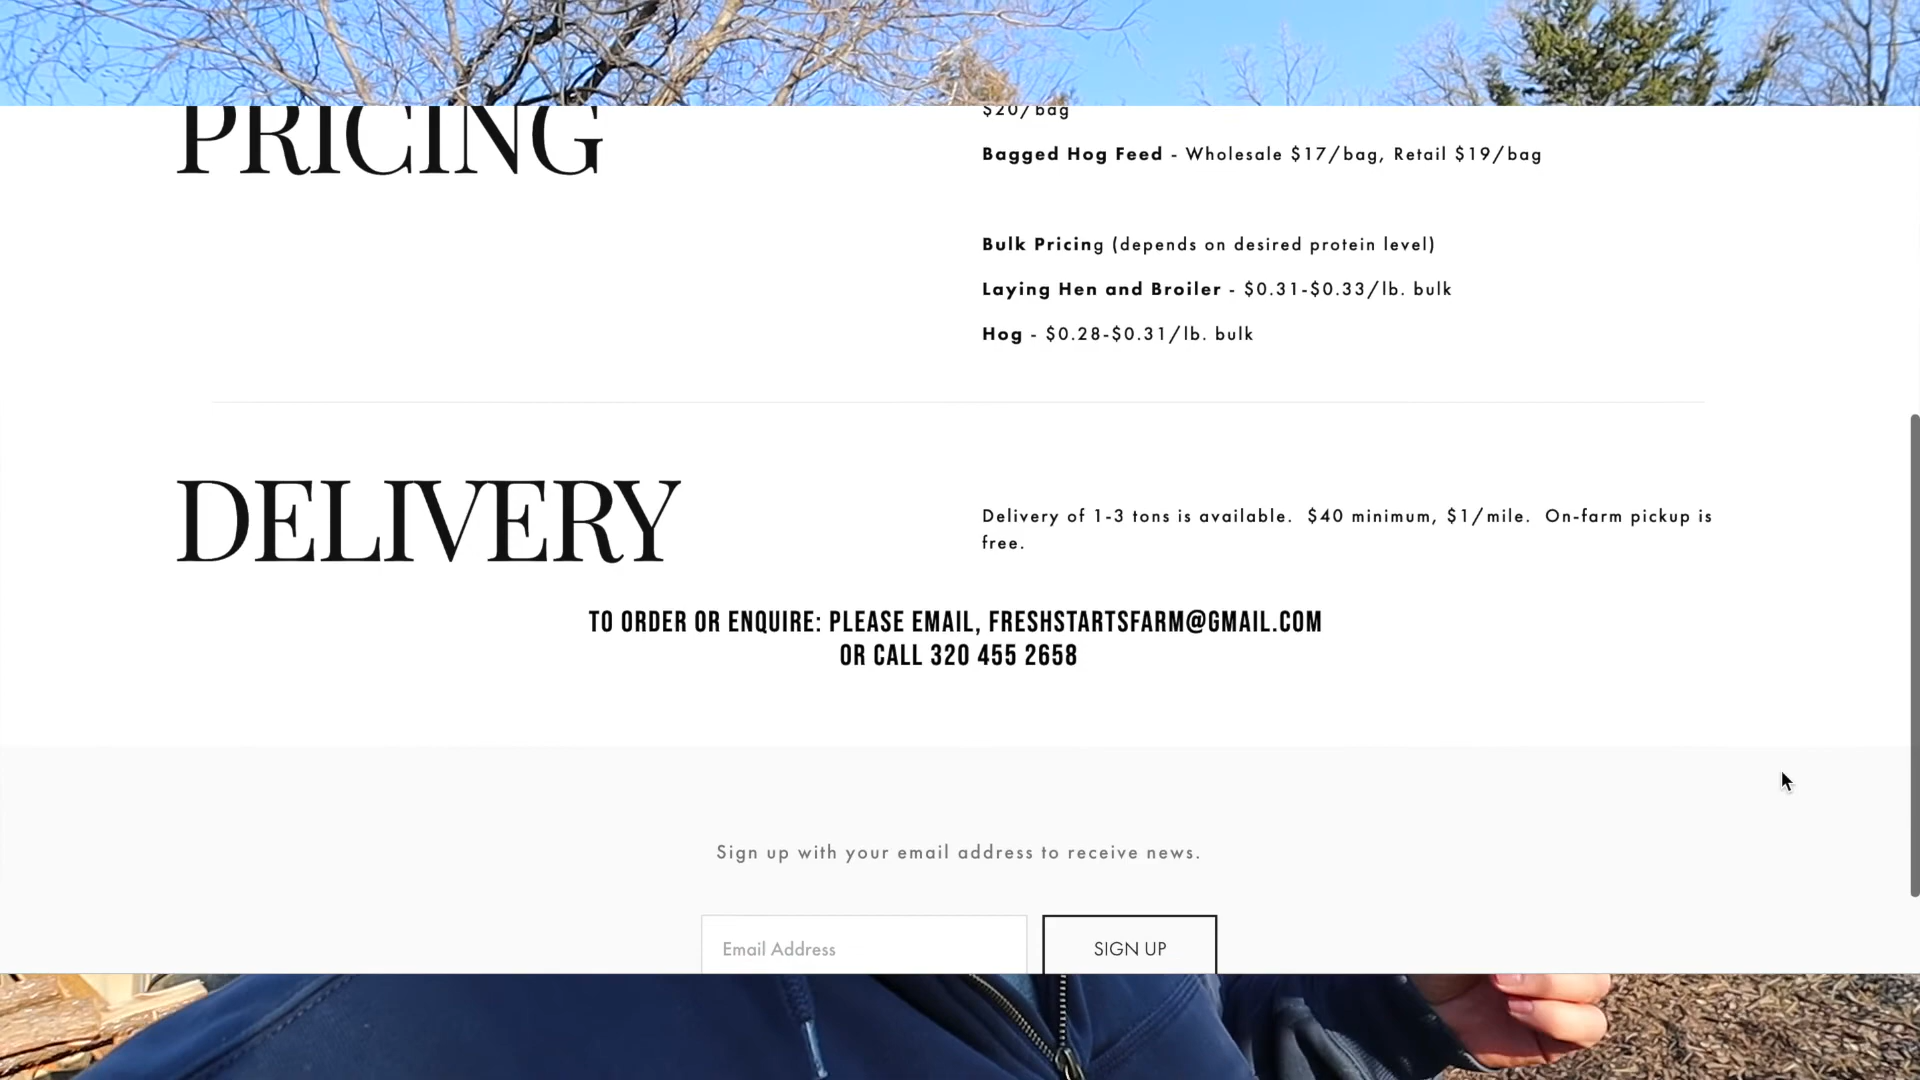 PRICING
$20/bag
Bagged Hog Feed - Wholesale $17/bag, Retail $19/bag
Bulk Pricing (depends on desired protein level)
Laying Hen and Broiler - $0.31-$0.33/lb. bulk
Hog - $0.28-$0.31/lb. bulk
DELIVERY
Delivery of 1-3 tons is available.  $40 minimum, $1/mile.  On-farm pickup is
free.
TO ORDER OR ENQUIRE: PLEASE EMAIL, FRESHSTARTSFARM@GMAIL.COM
OR CALL 320 455 2658
Sign up with your email address to receive news.
Email Address
SIGN UP